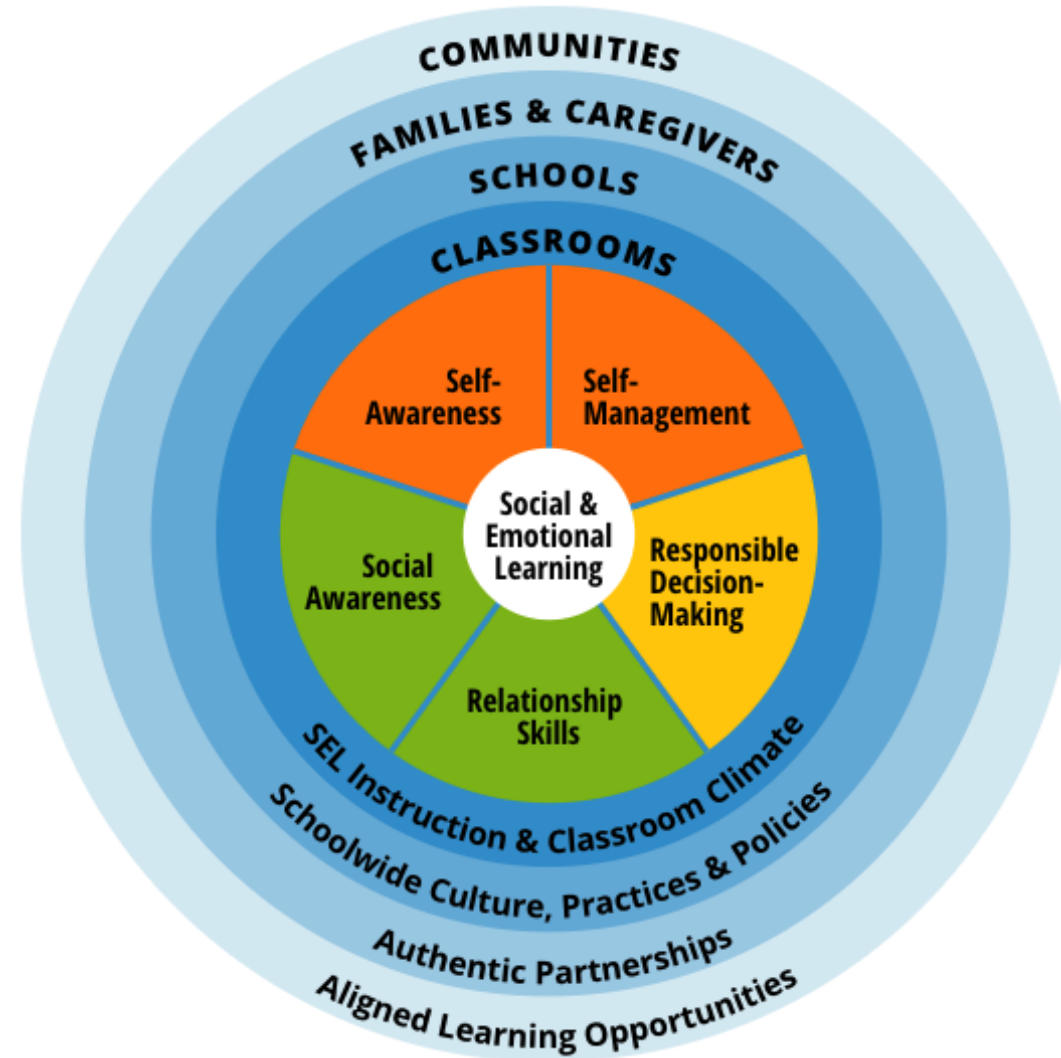 COMMUNITIES
FAMILIES & CAREGIVERS
SCHOOLS
CLASSROOMS
Self-
Awareness
Self-
Management
Social &
Emotional
Learning
Social
Awareness
Responsible
Decision-
Making
Relationship
Skills
SEL Instruction & Classroom Climate
Schoolwide Culture, Practices & Policies
Authentic Partnerships
Aligned Learning Opportunities